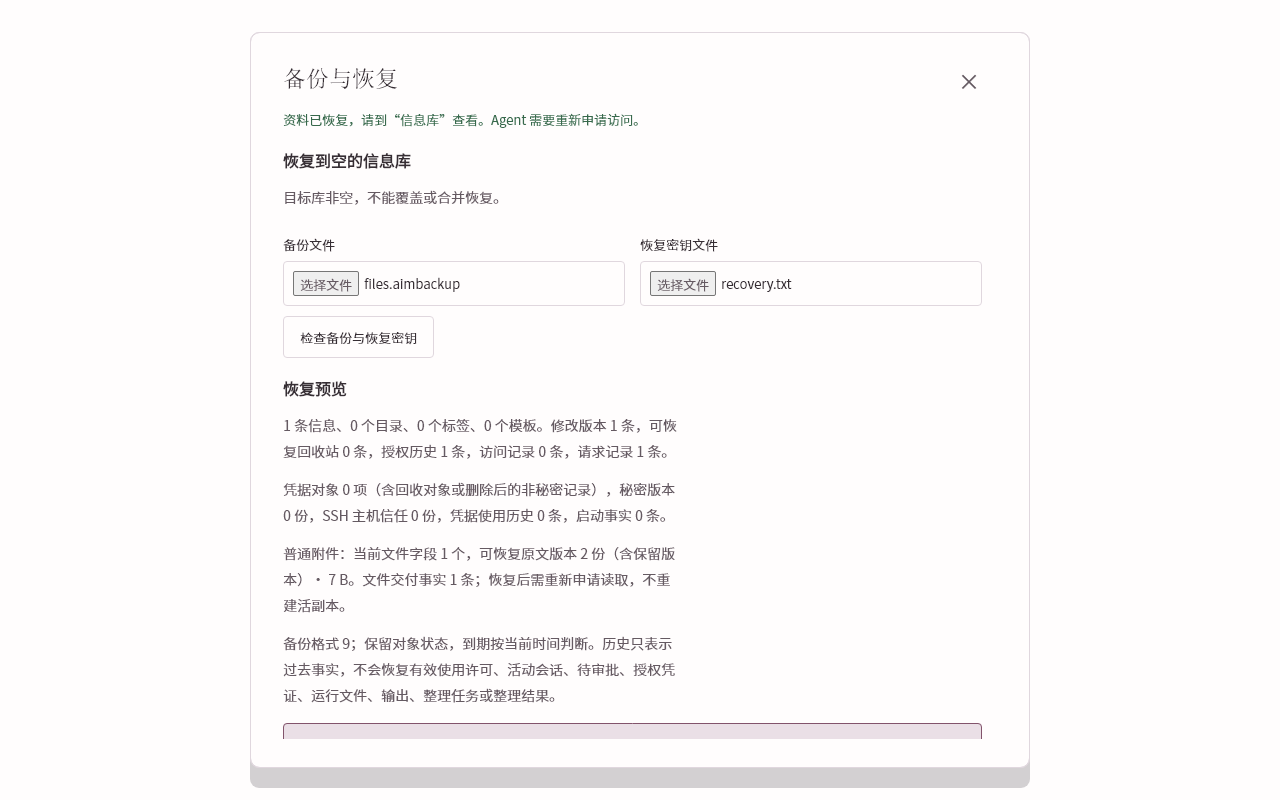 备份与恢复
资料已恢复，请到“信息库”查看。Agent 需要重新申请访问。
恢复到空的信息库
目标库非空，不能覆盖或合并恢复。
备份文件
恢复密钥文件
选择文件 files.aimbackup
选择文件 recovery.txt
检查备份与恢复密钥
恢复预览
1 条信息、0 个目录、0 个标签、0 个模板。修改版本 1 条，可恢
复回收站 0 条，授权历史 1 条，访问记录 0 条，请求记录 1 条。
凭据对象 0 项（含回收对象或删除后的非秘密记录），秘密版本
0 份，SSH 主机信任 0 份，凭据使用历史 0 条，启动事实 0 条。
普通附件：当前文件字段 1 个，可恢复原文版本 2 份（含保留版
本）· 7 B。文件交付事实 1 条；恢复后需重新申请读取，不重
建活副本。
备份格式 9；保留对象状态，到期按当前时间判断。历史只表示
过去事实，不会恢复有效使用许可、活动会话、待审批、授权凭
证、运行文件、输出、整理任务或整理结果。